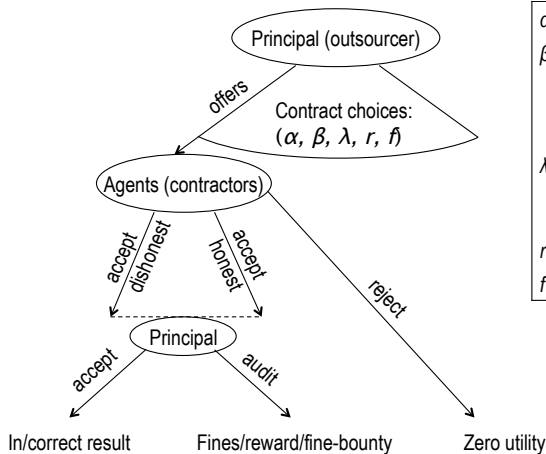 Principal (outsourcer)
offers
Contract choices:
(α, β, λ, r, f)
α
β
λ
r
f
Agents (contractors)
accept
dishonest
accept
honest
reject
Principal
accept
audit
In/correct result
Fines/reward/fine-bounty
Zero utility